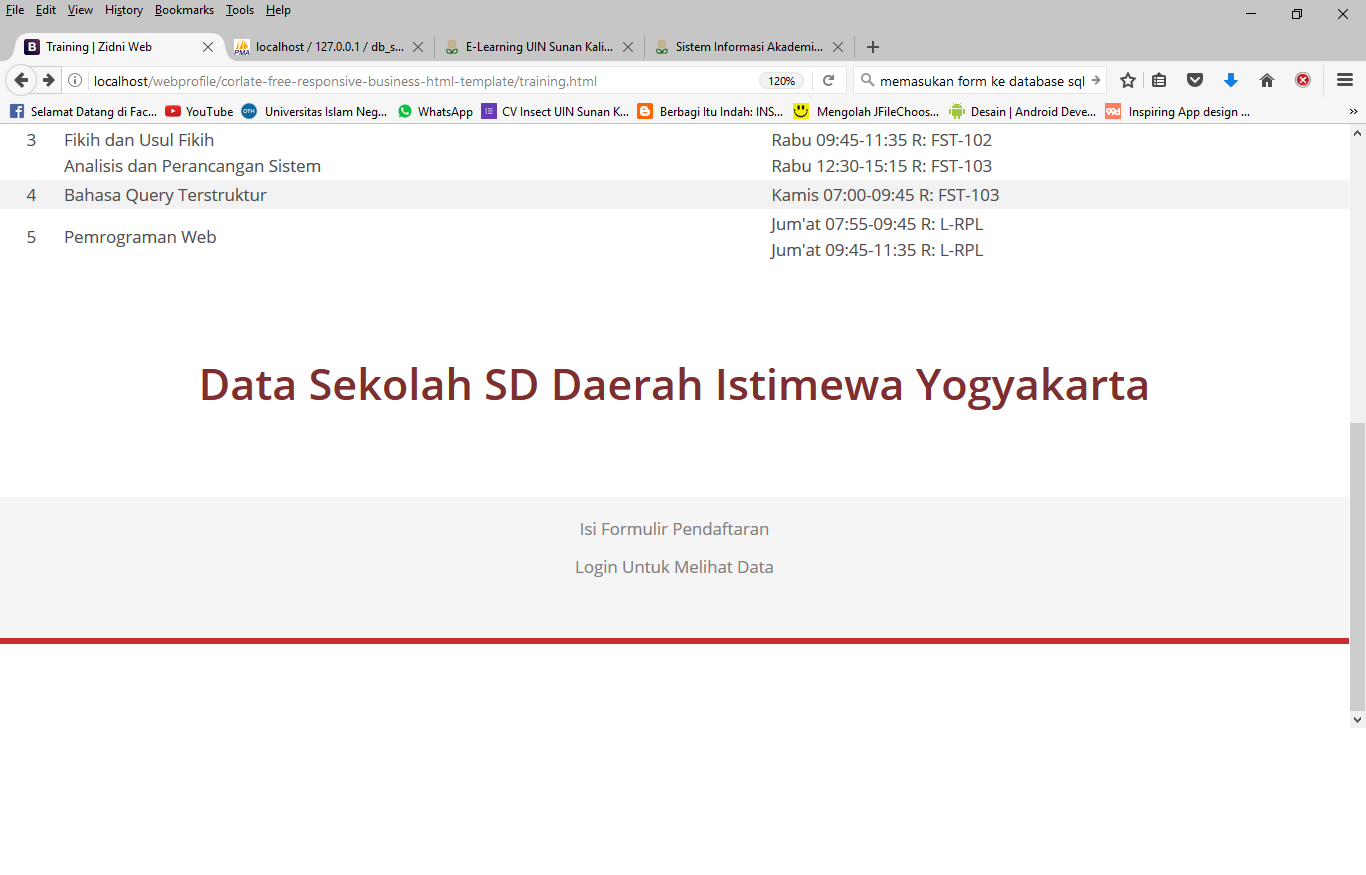 File Edit View History Bookmarks Tools Help
Training | Zidni Web
localhost / 127.0.0.1 / db_s...
E-Learning UIN Sunan Kali...
Sistem Informasi Akademi...
localhost/webprofile/corlate-free-responsive-business-html-template/training.html
120%
memasukan form ke database sql
Selamat Datang di Fac... YouTube Universitas Islam Neg... WhatsApp CV Insect UIN Sunan K... Berbagi Itu Indah: INS... Mengolah JFileChoos... Desain | Android Deve... Inspiring App design ...
3 Fikih dan Usul Fikih Rabu 09:45-11:35 R: FST-102
Analisis dan Perancangan Sistem Rabu 12:30-15:15 R: FST-103
4 Bahasa Query Terstruktur Kamis 07:00-09:45 R: FST-103
5 Pemrograman Web Jum'at 07:55-09:45 R: L-RPL
Jum'at 09:45-11:35 R: L-RPL
Data Sekolah SD Daerah Istimewa Yogyakarta
Isi Formulir Pendaftaran
Login Untuk Melihat Data